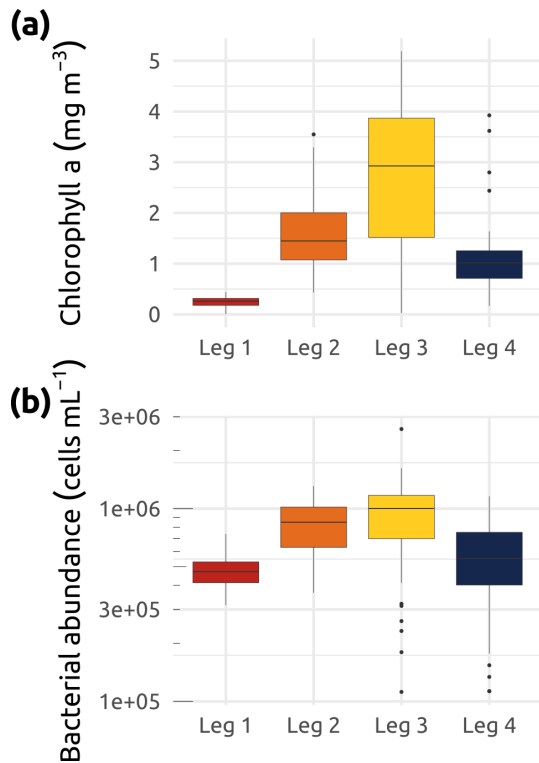 (a)
Chlorophyll a (mg m⁻³)
5
4
3
2
1
0
Leg 1 Leg 2 Leg 3 Leg 4
(b)
Bacterial abundance (cells mL⁻¹)
3e+06
1e+06
3e+05
1e+05
Leg 1 Leg 2 Leg 3 Leg 4